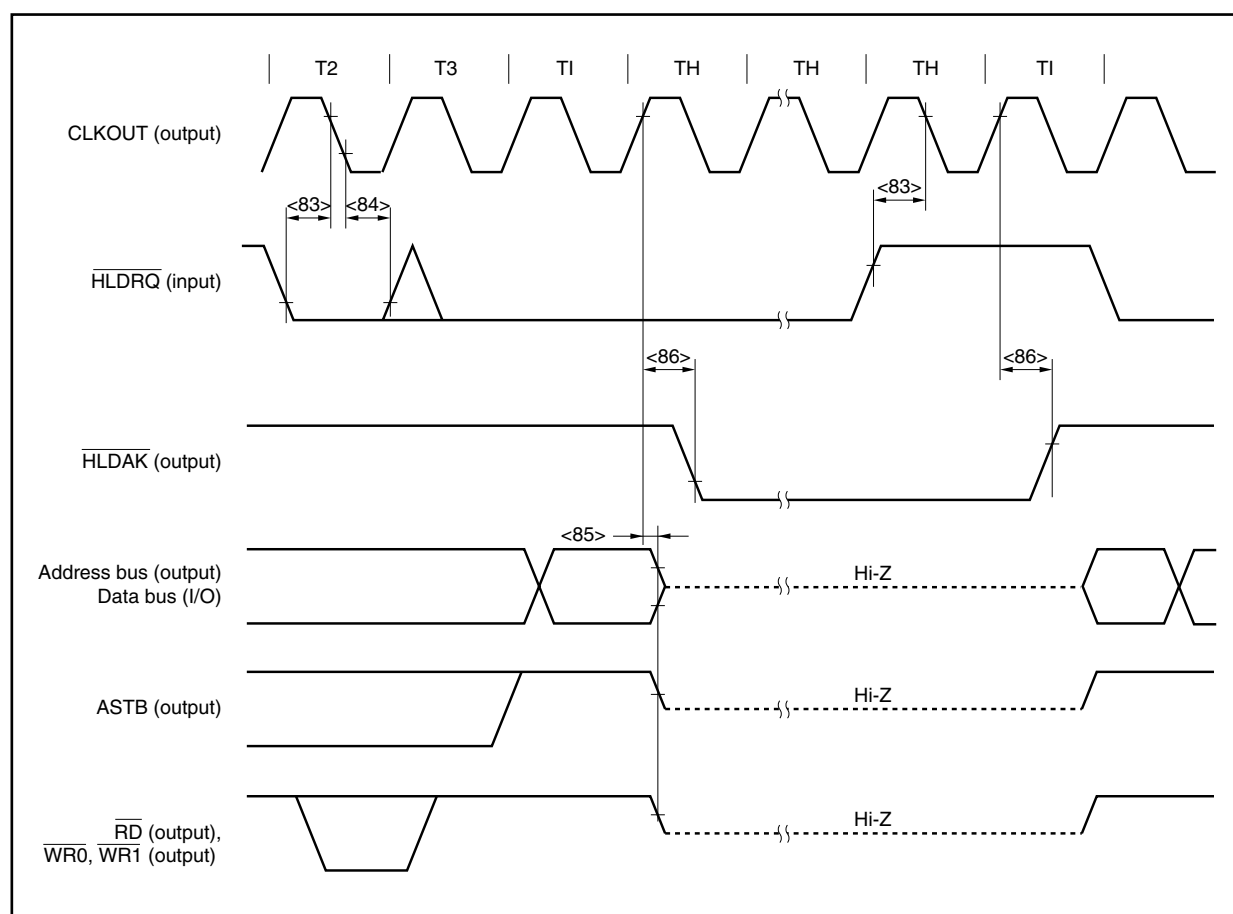 T2 T3 TI TH TH TH TI
CLKOUT (output)
<83> <84> <83>
HLDRQ (input)
<86> <86>
HLDAK (output)
<85>
Address bus (output)
Data bus (I/O)
Hi-Z
ASTB (output)
Hi-Z
RD (output),
WR0, WR1 (output)
Hi-Z